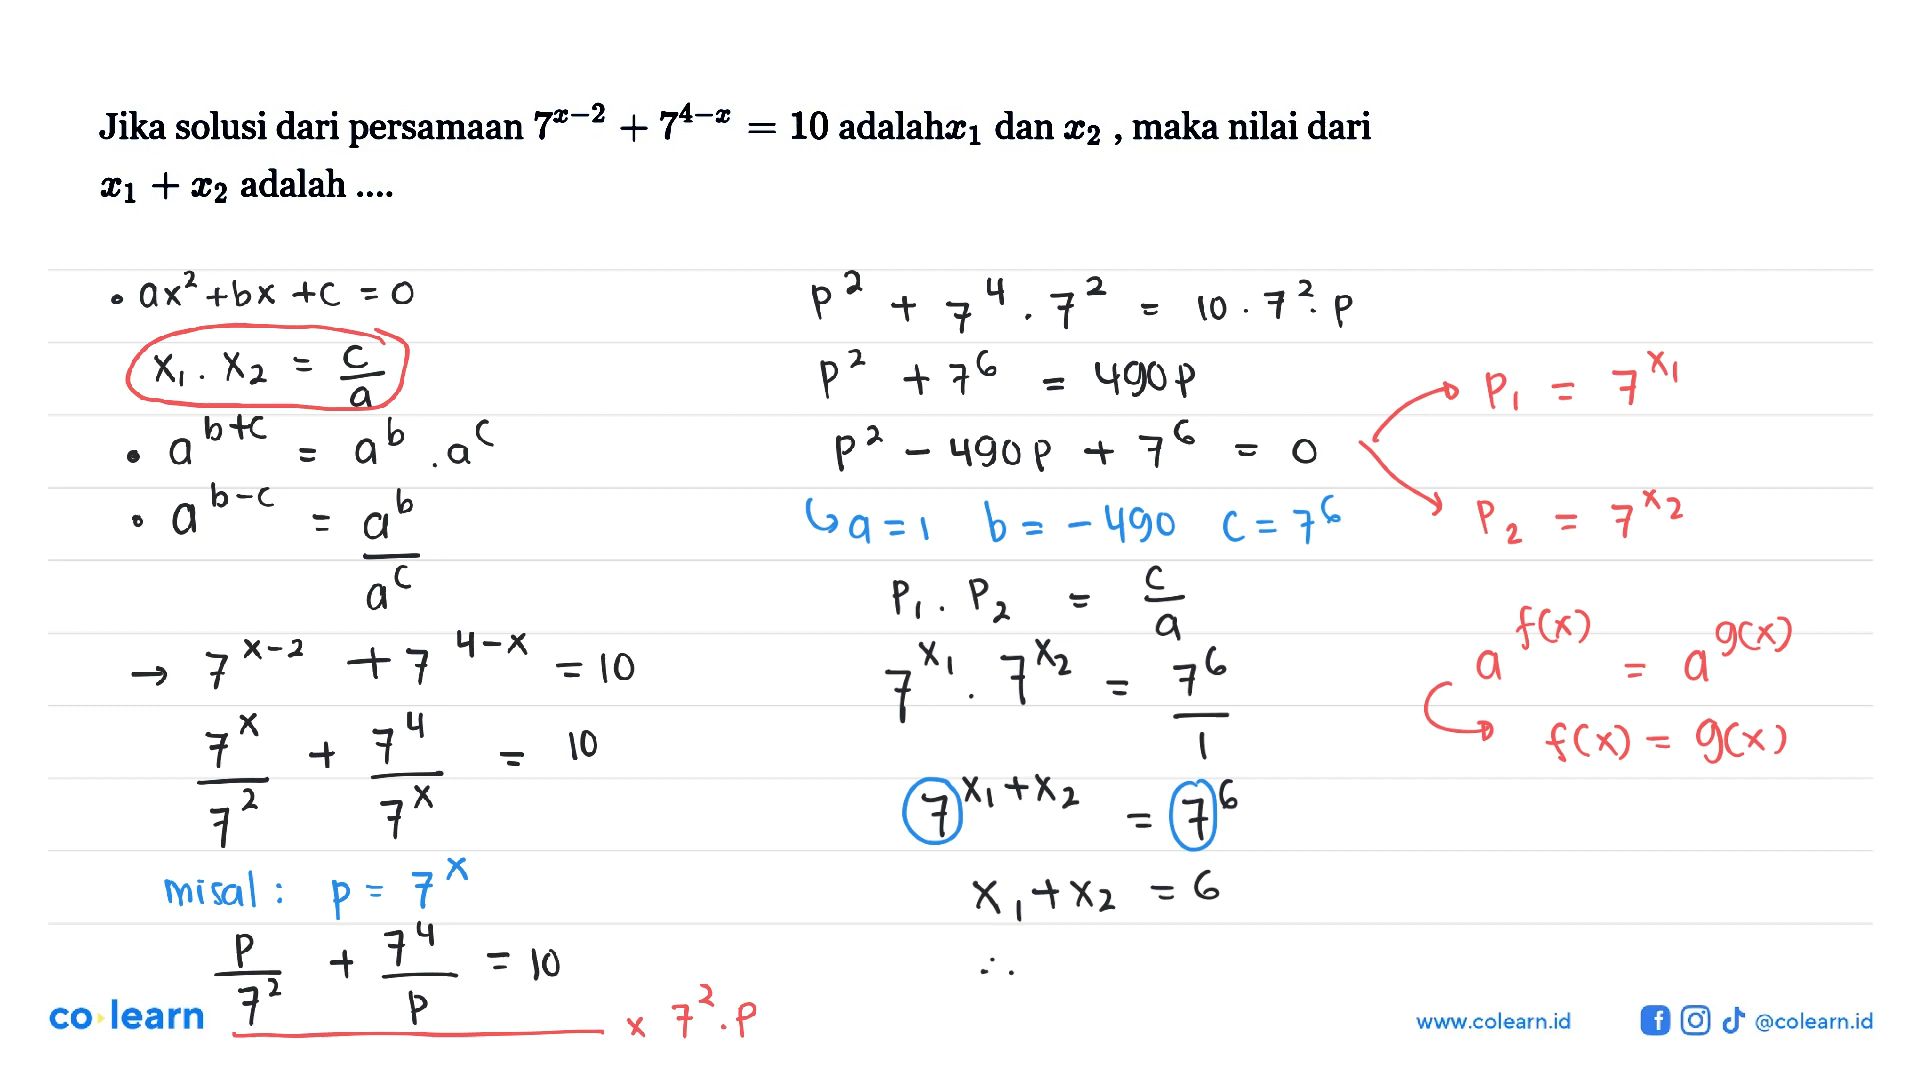 Jika solusi dari persamaan 7^{x−2} + 7^{4−x} = 10 adalahx₁ dan x₂ , maka nilai dari
x₁ + x₂ adalah ....
• ax² + bx + c = 0
x₁ . x₂ = c/a
• a^{b+c} = a^b . a^c
• a^{b−c} = a^b/a^c
→ 7^{x−2} + 7^{4−x} = 10
7^x/7² + 7⁴/7^x = 10
misal : p = 7^x
p/7² + 7⁴/p = 10
x 7² . p
p² + 7⁴ . 7² = 10 . 7² . p
p² + 7⁶ = 490p
p² − 490p + 7⁶ = 0
↳ a = 1 b = −490 c = 7⁶
P₁ . P₂ = c/a
7^{x₁} . 7^{x₂} = 7⁶/1
7^{x₁+x₂} = 7⁶
x₁ + x₂ = 6
∴
P₁ = 7^{x₁}
P₂ = 7^{x₂}
a^{f(x)} = a^{g(x)}
f(x) = g(x)
co learn
www.colearn.id
@colearn.id